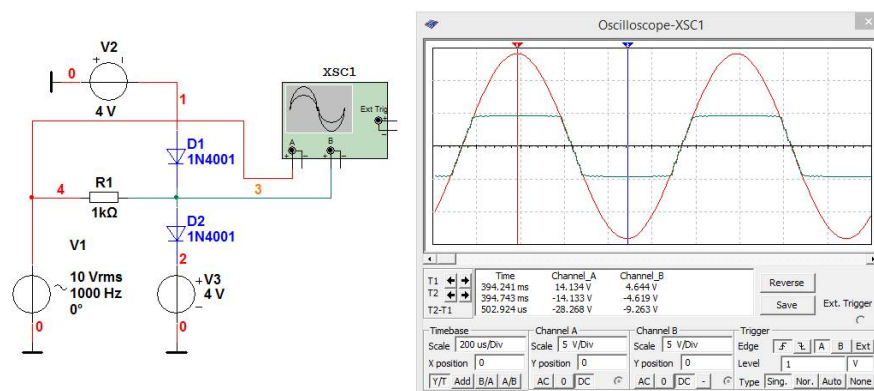 V2
0
+ −
4 V
1
D1
1N4001
XSC1
Ext Trig
+
−
A
B
+ − + −
4
R1
1kΩ
3
D2
1N4001
2
V1
10 Vrms
1000 Hz
0°
V3
+
4 V
−
0
0
Oscilloscope-XSC1
Time Channel_A Channel_B
T1 394.241 ms 14.134 V 4.644 V
T2 394.743 ms -14.133 V -4.619 V
T2-T1 502.924 us -28.268 V -9.263 V
Reverse
Save
Ext. Trigger
Timebase Channel A Channel B Trigger
Scale 200 us/Div Scale 5 V/Div Scale 5 V/Div Edge A B Ext
X position 0 Y position 0 Y position 0 Level 1 V
Y/T Add B/A A/B AC 0 DC AC 0 DC - Type Sing. Nor. Auto None